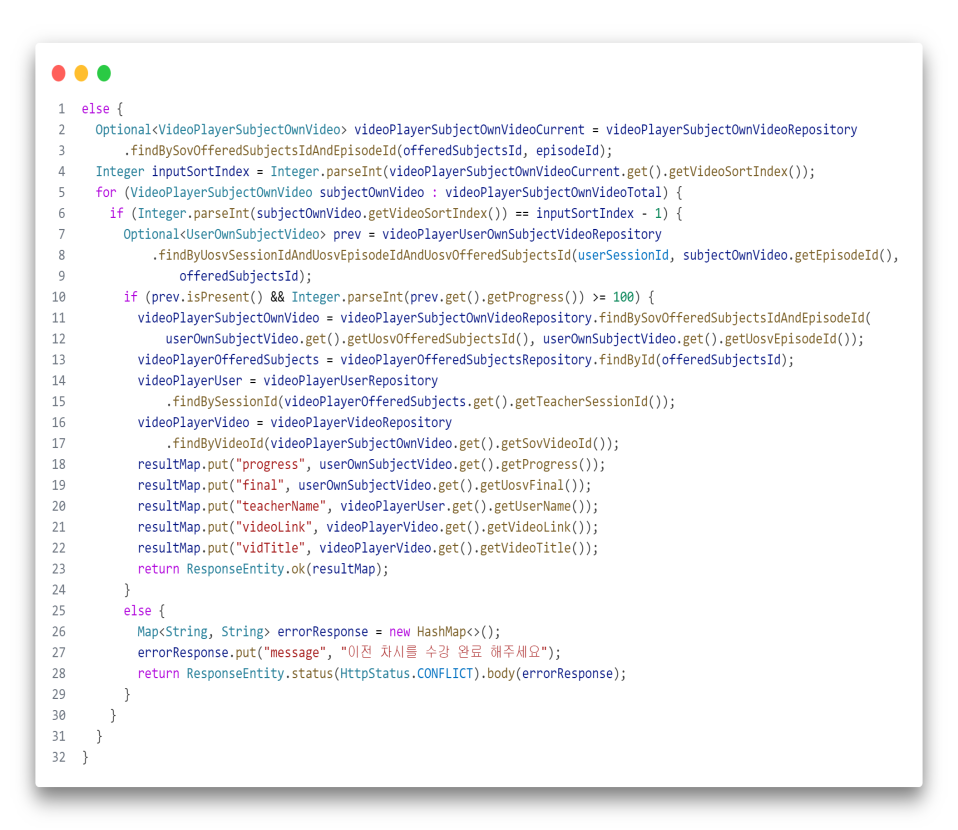 1 else {
2 Optional<VideoPlayerSubjectOwnVideo> videoPlayerSubjectOwnVideoCurrent = videoPlayerSubjectOwnVideoRepository
3 .findBySovOfferedSubjectsIdAndEpisodeId(offeredSubjectsId, episodeId);
4 Integer inputSortIndex = Integer.parseInt(videoPlayerSubjectOwnVideoCurrent.get().getVideoSortIndex());
5 for (VideoPlayerSubjectOwnVideo subjectOwnVideo : videoPlayerSubjectOwnVideoTotal) {
6 if (Integer.parseInt(subjectOwnVideo.getVideoSortIndex()) == inputSortIndex - 1) {
7 Optional<UserOwnSubjectVideo> prev = videoPlayerUserOwnSubjectVideoRepository
8 .findByUosvSessionIdAndUosvEpisodeIdAndUosvOfferedSubjectsId(userSessionId, subjectOwnVideo.getEpisodeId(),
9 offeredSubjectsId);
10 if (prev.isPresent() && Integer.parseInt(prev.get().getProgress()) >= 100) {
11 videoPlayerSubjectOwnVideo = videoPlayerSubjectOwnVideoRepository.findBySovOfferedSubjectsIdAndEpisodeId(
12 userOwnSubjectVideo.get().getUosvOfferedSubjectsId(), userOwnSubjectVideo.get().getUosvEpisodeId());
13 videoPlayerOfferedSubjects = videoPlayerOfferedSubjectsRepository.findById(offeredSubjectsId);
14 videoPlayerUser = videoPlayerUserRepository
15 .findBySessionId(videoPlayerOfferedSubjects.get().getTeacherSessionId());
16 videoPlayerVideo = videoPlayerVideoRepository
17 .findByVideoId(videoPlayerSubjectOwnVideo.get().getSovVideoId());
18 resultMap.put("progress", userOwnSubjectVideo.get().getProgress());
19 resultMap.put("final", userOwnSubjectVideo.get().getUosvFinal());
20 resultMap.put("teacherName", videoPlayerUser.get().getUserName());
21 resultMap.put("videoLink", videoPlayerVideo.get().getVideoLink());
22 resultMap.put("vidTitle", videoPlayerVideo.get().getVideoTitle());
23 return ResponseEntity.ok(resultMap);
24 }
25 else {
26 Map<String, String> errorResponse = new HashMap<>();
27 errorResponse.put("message", "이전 차시를 수강 완료 해주세요");
28 return ResponseEntity.status(HttpStatus.CONFLICT).body(errorResponse);
29 }
30 }
31 }
32 }